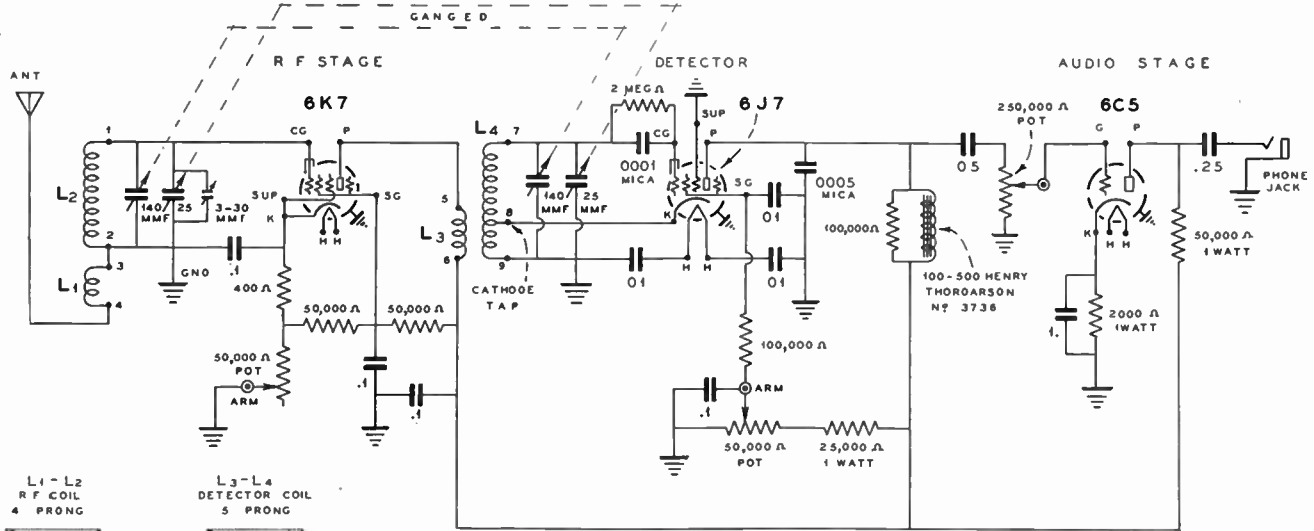 GANGED
ANT
RF STAGE
DETECTOR
AUDIO STAGE
6K7
2 MEG Ω
SUP
6J7
250,000 Ω
POT
6C5
1
CG
P
L4
7
CG
P
G
P
L2
140
MMF
25
3-30
MMF
SUP
K
SG
H H
5
L3
6
140
MMF
25
MMF
8
0001
MICA
K
SG
01
0005
MICA
05
.25
PHONE
JACK
100,000 Ω
K
H H
50,000 Ω
1 WATT
2
3
L1
4
GND
.1
400 Ω
9
CATHODE
TAP
01
H
H
01
100-500 HENRY
THORDARSON
Nº 3736
50,000 Ω
50,000 Ω
1.
2000 Ω
1 WATT
50,000 Ω
POT
ARM
.1
.1
100,000 Ω
ARM
.1
50,000 Ω
POT
25,000 Ω
1 WATT
L1-L2
RF COIL
4 PRONG
L3-L4
DETECTOR COIL
5 PRONG